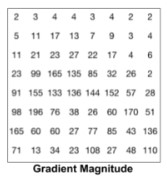 2 3 4 4 3 4 2 2
5 11 17 13 7 9 3 4
11 21 23 27 22 17 4 6
23 99 165 135 85 32 26 2
91 155 133 136 144 152 57 28
98 196 76 38 26 60 170 51
165 60 60 27 77 85 43 136
71 13 34 23 108 27 48 110
Gradient Magnitude